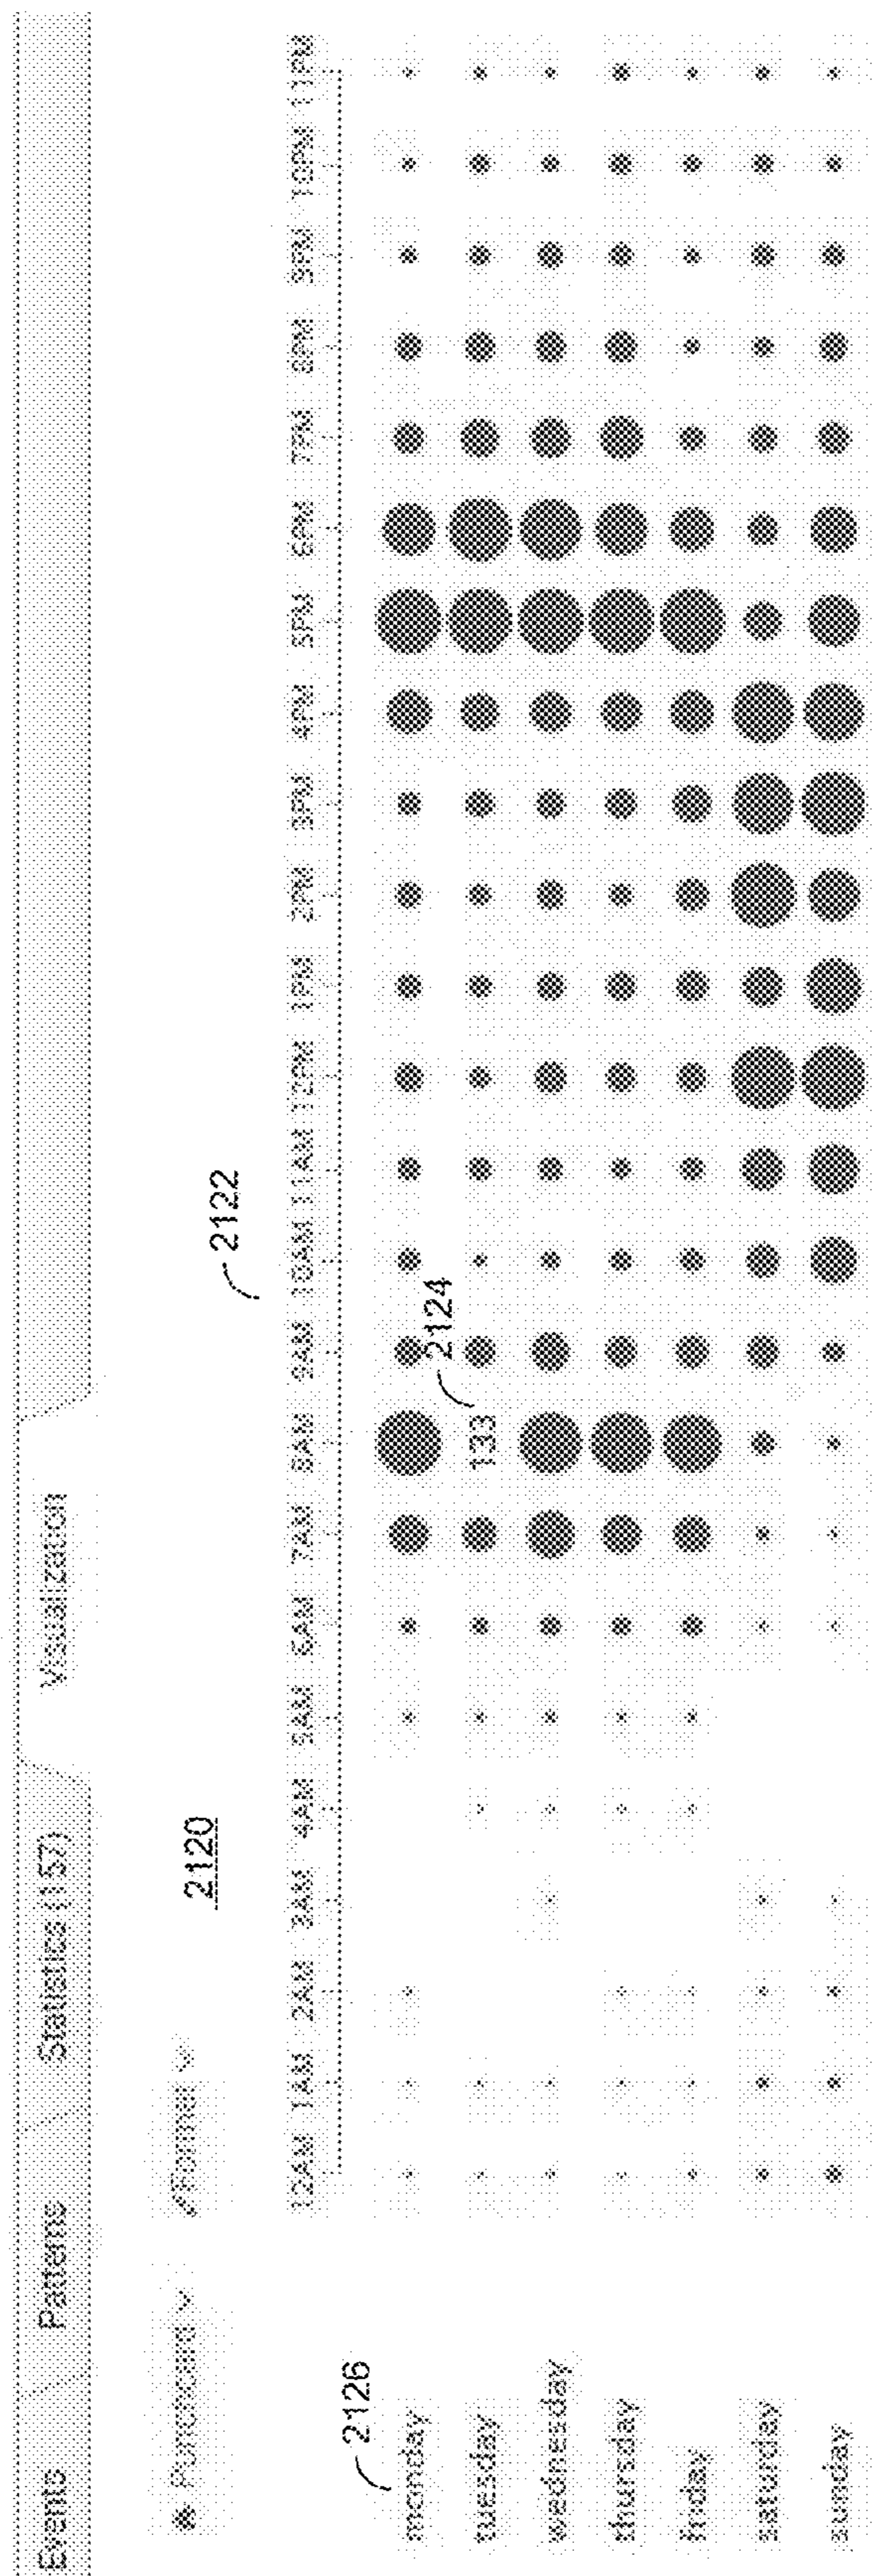 Events Patterns Statistics (157) Visualization
Punchcard Format
2120
2122
12AM 1AM 2AM 3AM 4AM 5AM 6AM 7AM 8AM 9AM 10AM 11AM 12PM 1PM 2PM 3PM 4PM 5PM 6PM 7PM 8PM 9PM 10PM 11PM
2126
monday
2124
tuesday 133
wednesday
thursday
friday
saturday
sunday